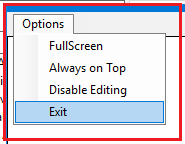 Options
FullScreen
Always on Top
Disable Editing
Exit